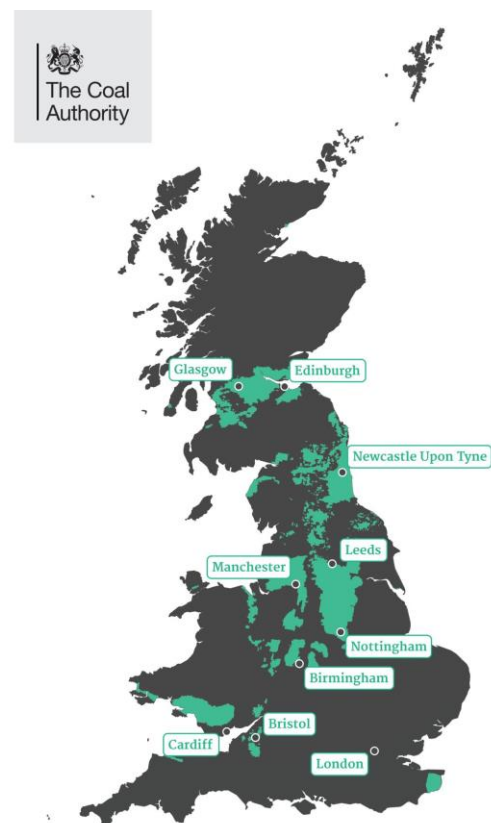 The Coal
Authority
Glasgow
Edinburgh
Newcastle Upon Tyne
Leeds
Manchester
Nottingham
Birmingham
Bristol
Cardiff
London